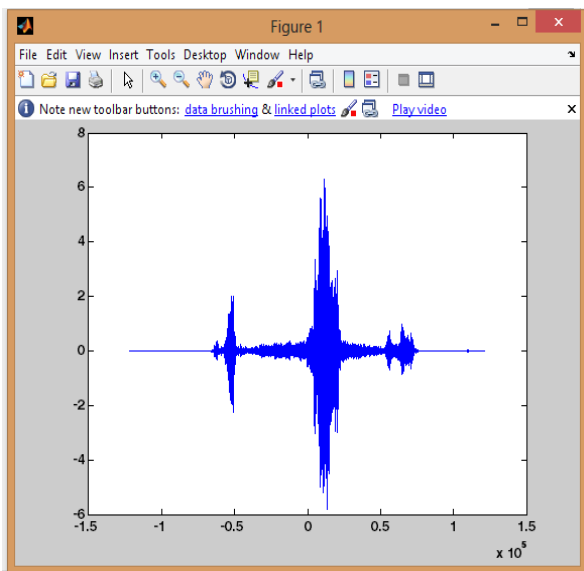 Figure 1
File Edit View Insert Tools Desktop Window Help
Note new toolbar buttons: data brushing & linked plots Play video
8
6
4
2
0
-2
-4
-6
-1.5 -1 -0.5 0 0.5 1 1.5
x 10^5